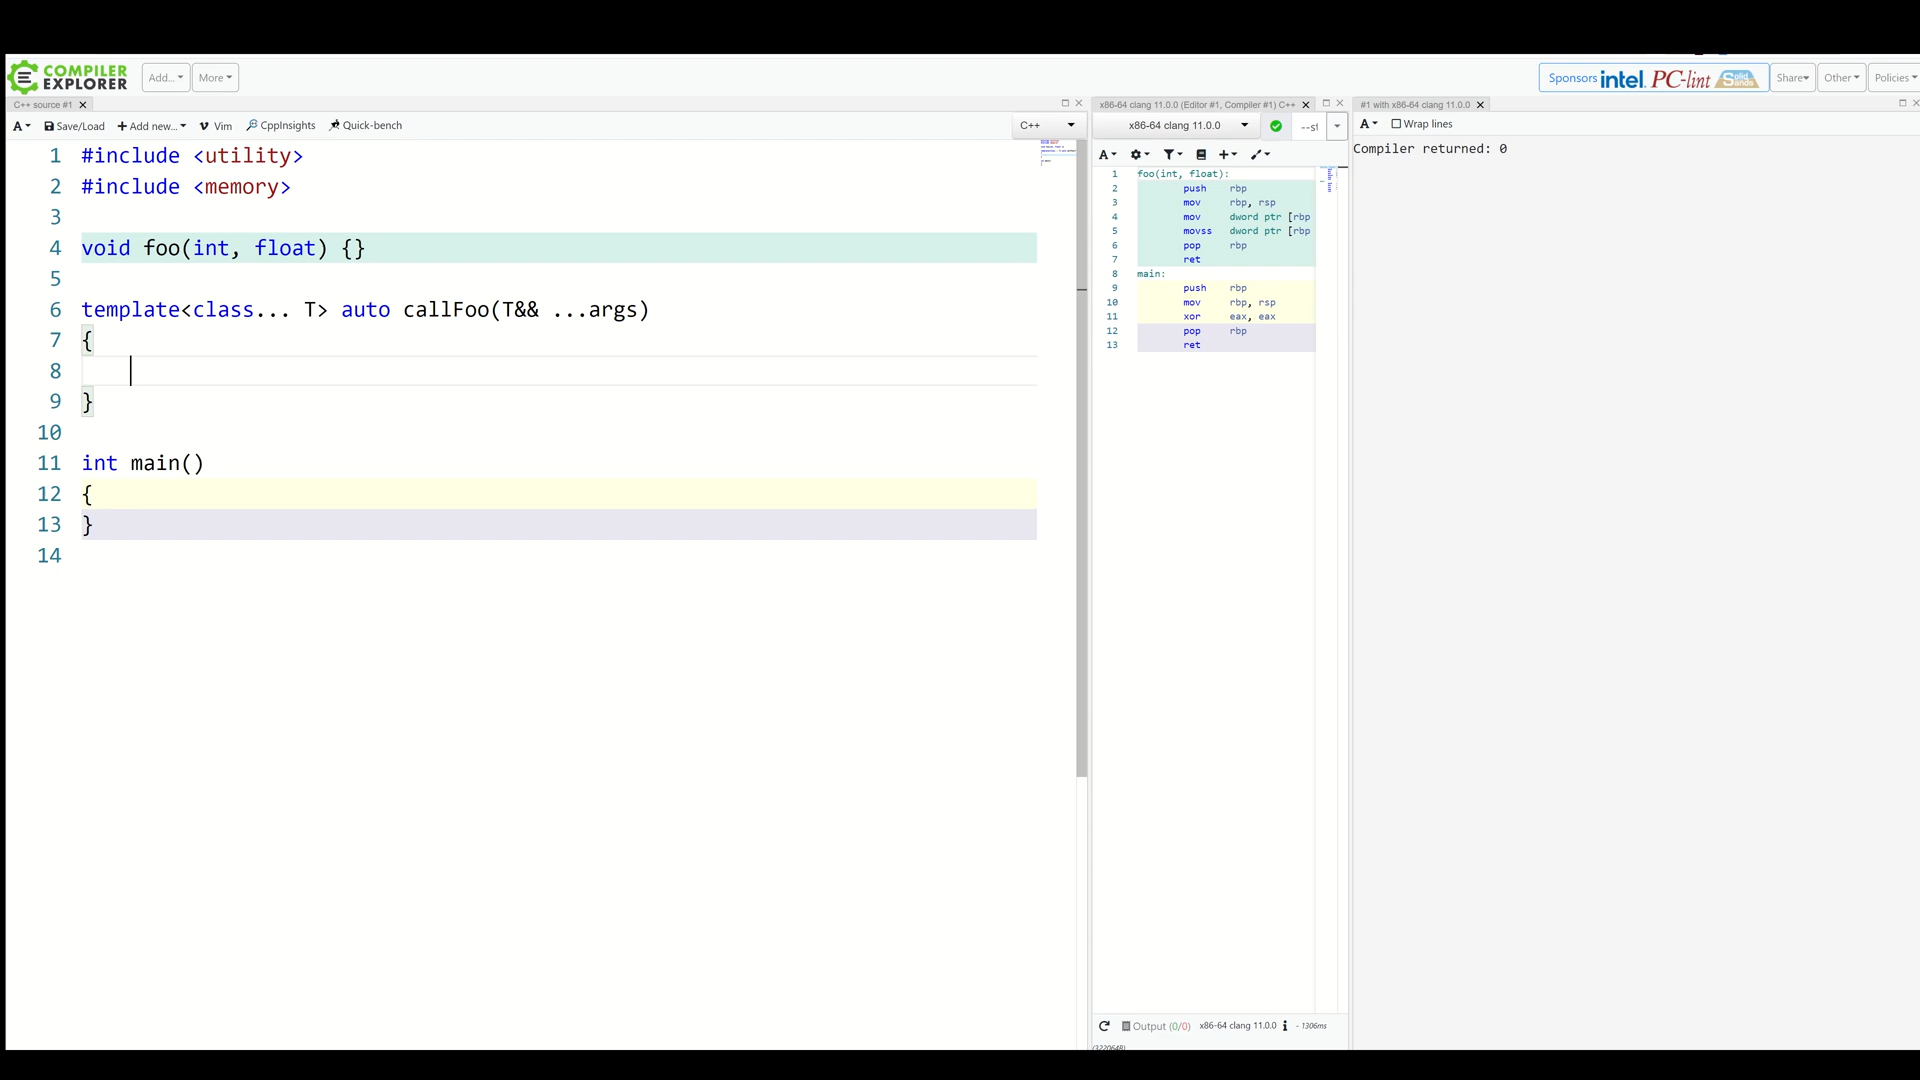 COMPILER
EXPLORER
Add...
More
Sponsors intel. PC-lint Solid Sands
Share
Other
Policies
C++ source #1
x86-64 clang 11.0.0 (Editor #1, Compiler #1) C++
#1 with x86-64 clang 11.0.0
A
Save/Load
Add new...
Vim
CppInsights
Quick-bench
C++
x86-64 clang 11.0.0
A
Wrap lines
Compiler returned: 0
A
1 #include <utility>
2 #include <memory>
3
4 void foo(int, float) {}
5
6 template<class... T> auto callFoo(T&& ...args)
7 {
8
9 }
10
11 int main()
12 {
13 }
14
1 foo(int, float):
2 push rbp
3 mov rbp, rsp
4 mov dword ptr [rbp
5 movss dword ptr [rbp
6 pop rbp
7 ret
8 main:
9 push rbp
10 mov rbp, rsp
11 xor eax, eax
12 pop rbp
13 ret
Output (0/0) x86-64 clang 11.0.0 - 1306ms